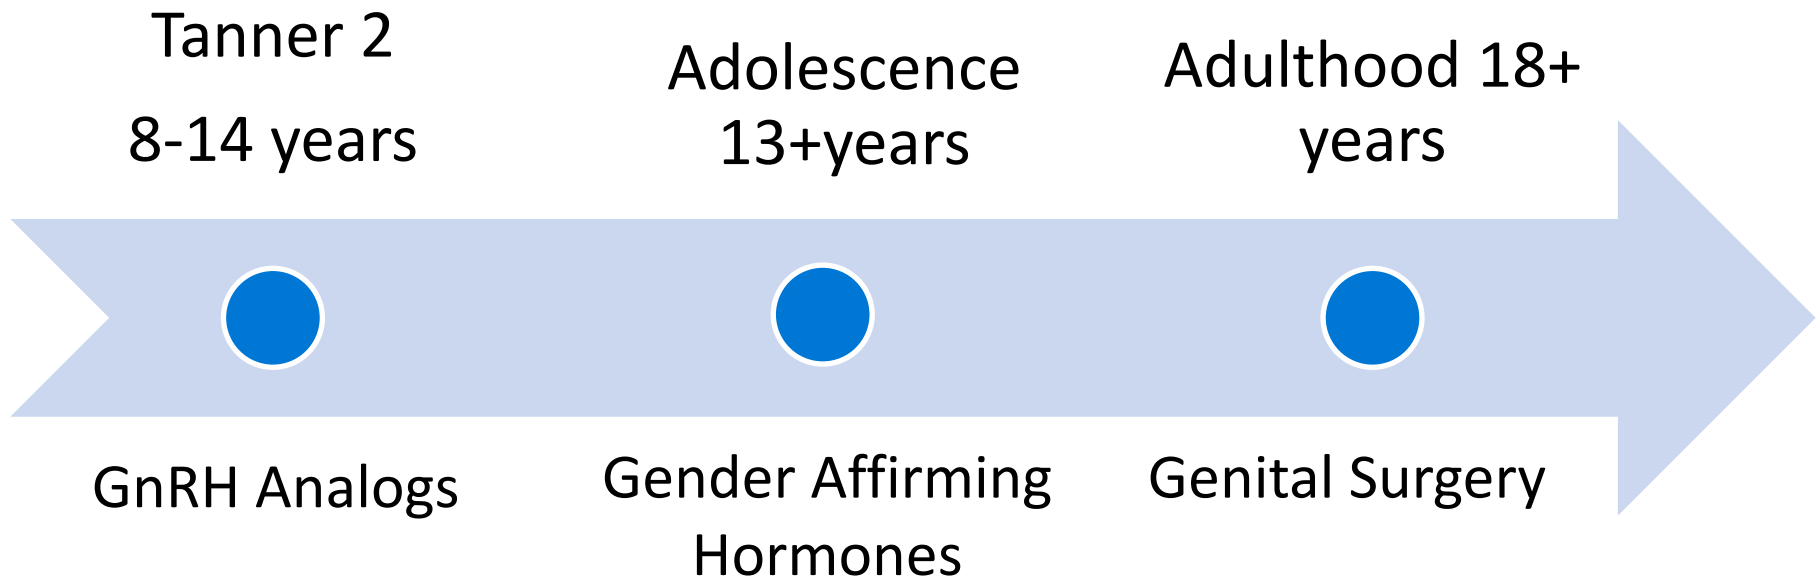 Tanner 2
8-14 years
Adolescence
13+years
Adulthood 18+
years
GnRH Analogs
Gender Affirming
Hormones
Genital Surgery